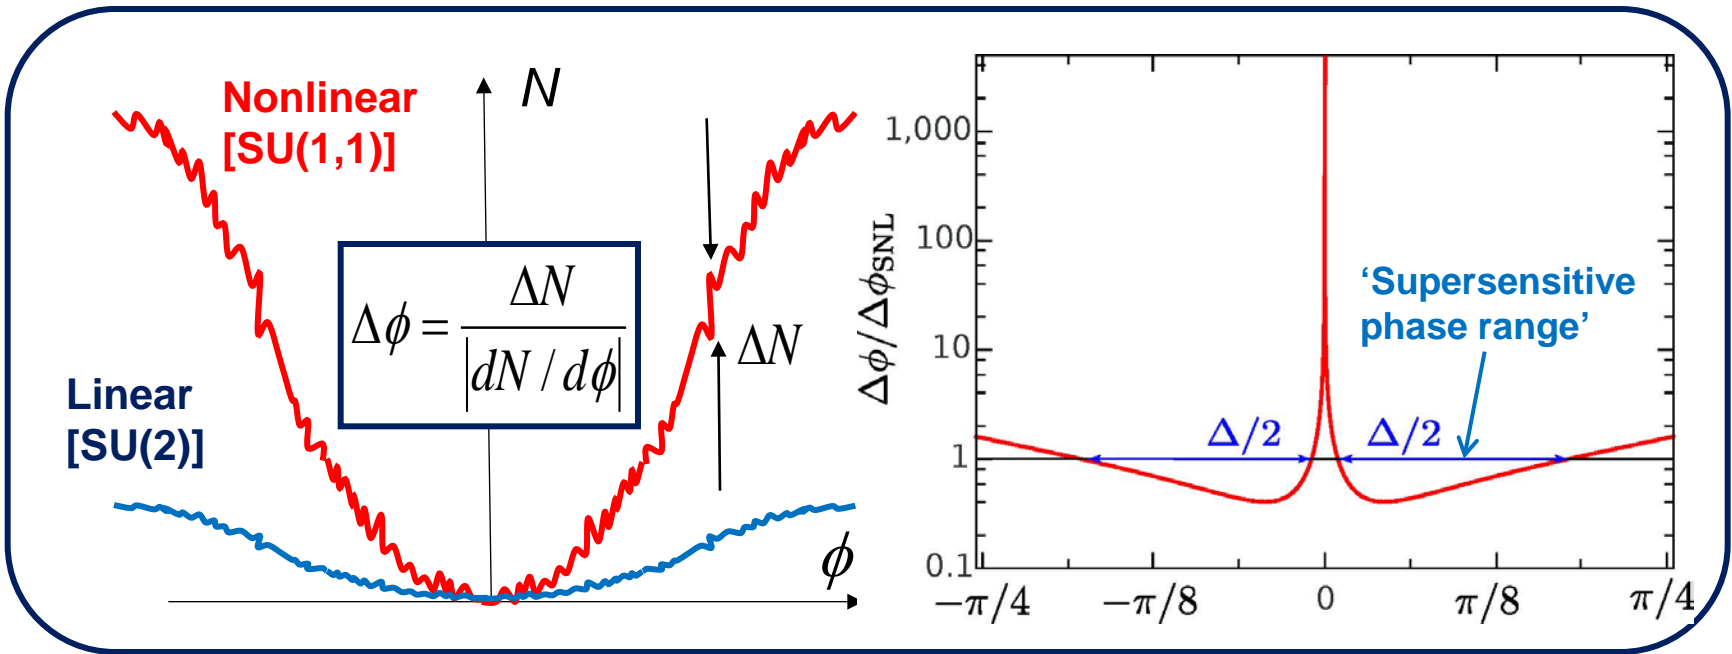 Nonlinear
[SU(1,1)]
N
Δϕ = ΔN / |dN / dϕ|
ΔN
Linear
[SU(2)]
ϕ
Δϕ/ΔϕSNL
1,000
100
10
1
0.1
‘Supersensitive
phase range’
Δ/2 Δ/2
−π/4 −π/8 0 π/8 π/4